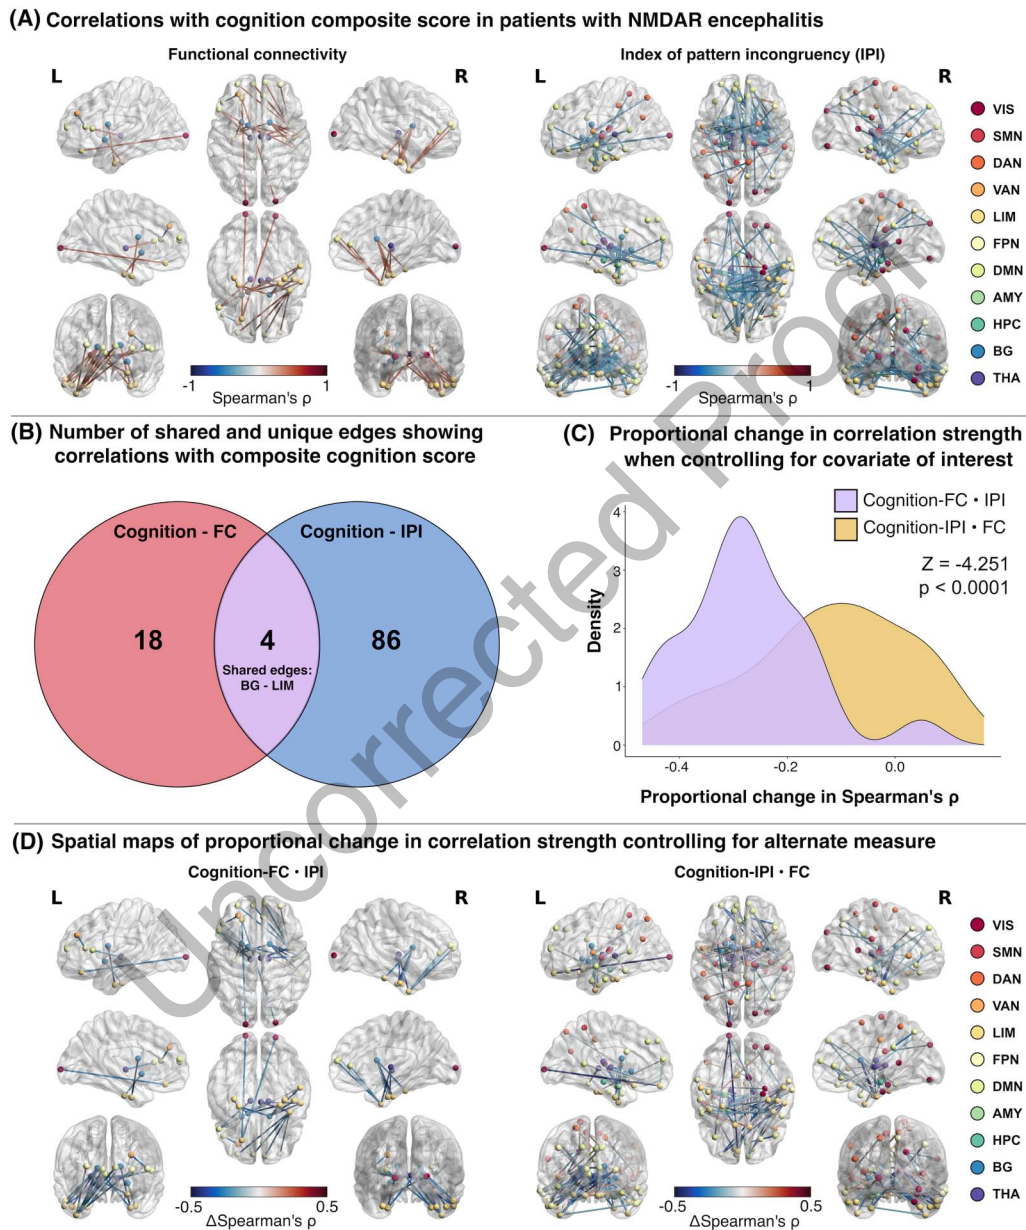 (A) Correlations with cognition composite score in patients with NMDAR encephalitis
Functional connectivity
L
R
-1
1
Spearman's ρ
Index of pattern incongruency (IPI)
L
R
-1
1
Spearman's ρ
VIS
SMN
DAN
VAN
LIM
FPN
DMN
AMY
HPC
BG
THA
(B) Number of shared and unique edges showing
correlations with composite cognition score
Cognition - FC
Cognition - IPI
18
4
86
Shared edges:
BG - LIM
(C) Proportional change in correlation strength
when controlling for covariate of interest
Cognition-FC • IPI
Cognition-IPI • FC
Z = -4.251
p < 0.0001
Density
4
3
2
1
0
-0.4
-0.2
0.0
Proportional change in Spearman's ρ
(D) Spatial maps of proportional change in correlation strength controlling for alternate measure
Cognition-FC • IPI
L
R
-0.5
0.5
ΔSpearman's ρ
Cognition-IPI • FC
L
R
-0.5
0.5
ΔSpearman's ρ
VIS
SMN
DAN
VAN
LIM
FPN
DMN
AMY
HPC
BG
THA
Uncorrected Proof